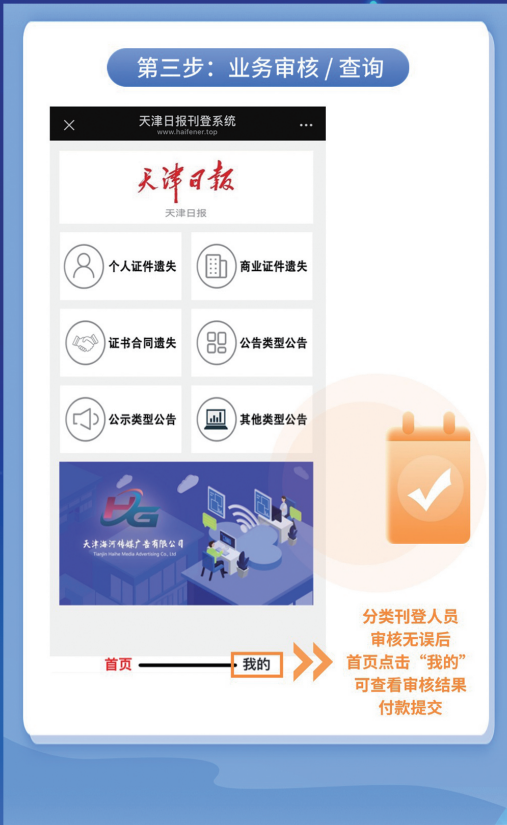 第三步：业务审核 / 查询
天津日报刊登系统
www.haifener.top
天津日报
天津日报
个人证件遗失
商业证件遗失
证书合同遗失
公告类型公告
公示类型公告
其他类型公告
HG
天津海河传媒广告有限公司
Tianjin Haihe Media Advertising Co., Ltd
首页
我的
分类刊登人员
审核无误后
首页点击“我的”
可查看审核结果
付款提交